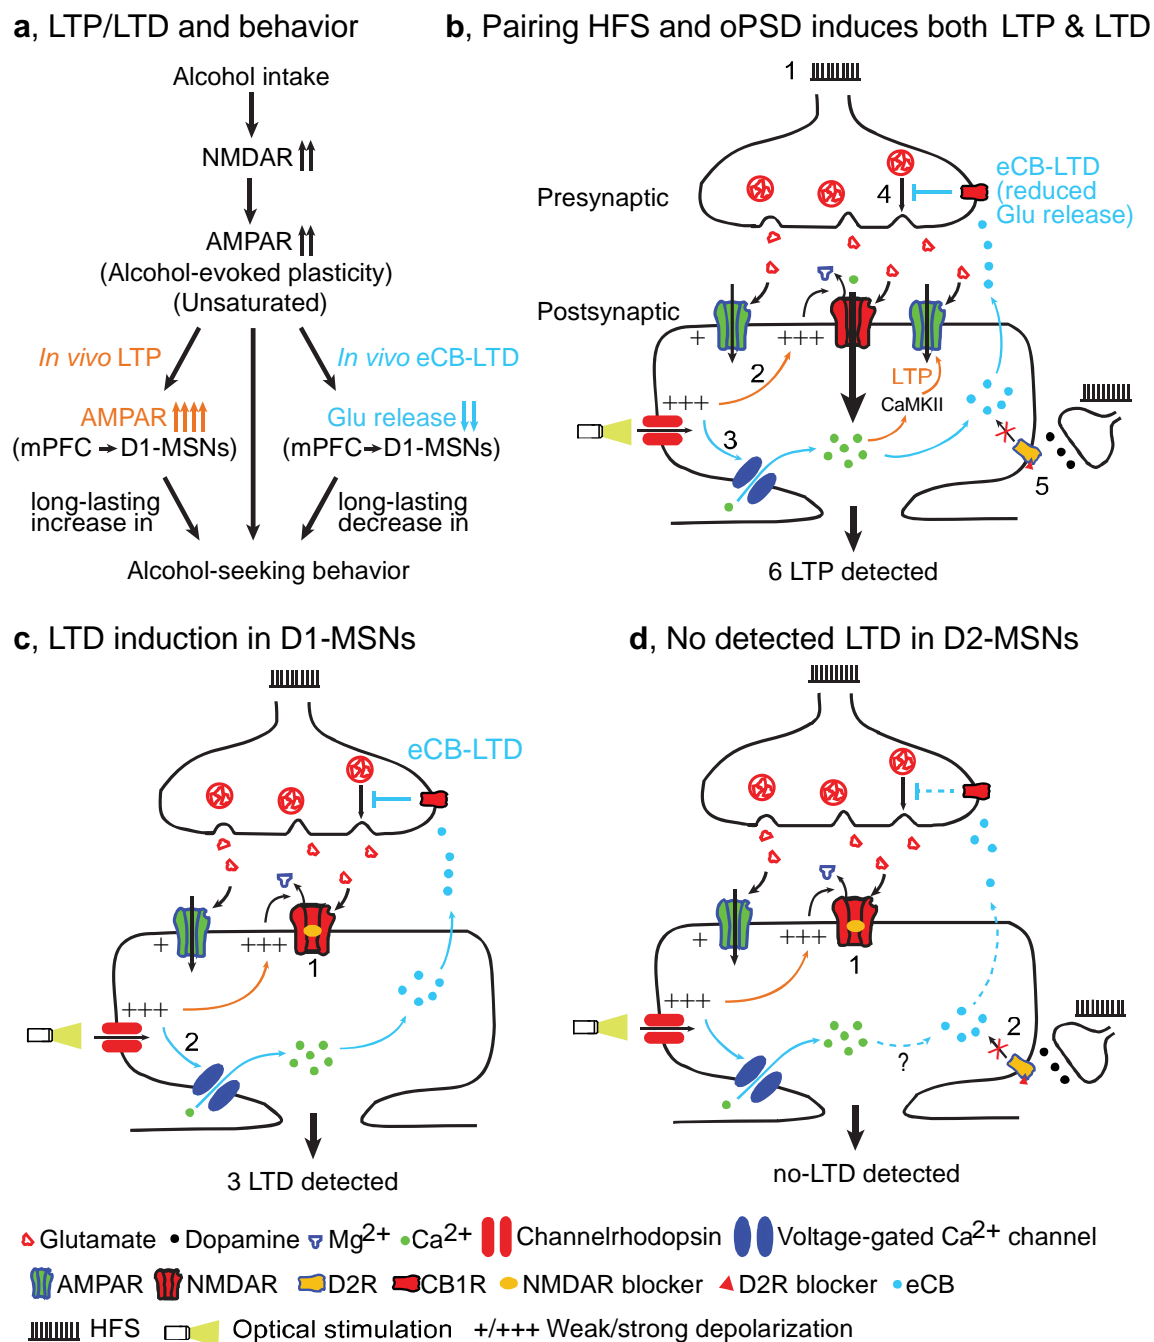 a, LTP/LTD and behavior
Alcohol intake
NMDAR
AMPAR
(Alcohol-evoked plasticity)
(Unsaturated)
In vivo LTP
In vivo eCB-LTD
AMPAR
Glu release
(mPFC → D1-MSNs)
(mPFC → D1-MSNs)
long-lasting
increase in
long-lasting
decrease in
Alcohol-seeking behavior
b, Pairing HFS and oPSD induces both LTP & LTD
1
Presynaptic
4
eCB-LTD
(reduced
Glu release)
Postsynaptic
+
+++
2
LTP
CaMKII
+++
3
5
6 LTP detected
c, LTD induction in D1-MSNs
eCB-LTD
+
+++
1
+++
2
3 LTD detected
d, No detected LTD in D2-MSNs
+
+++
1
+++
2
?
no-LTD detected
Glutamate
Dopamine
Mg2+
Ca2+
Channelrhodopsin
Voltage-gated Ca2+ channel
AMPAR
NMDAR
D2R
CB1R
NMDAR blocker
D2R blocker
eCB
HFS
Optical stimulation
+/+++ Weak/strong depolarization